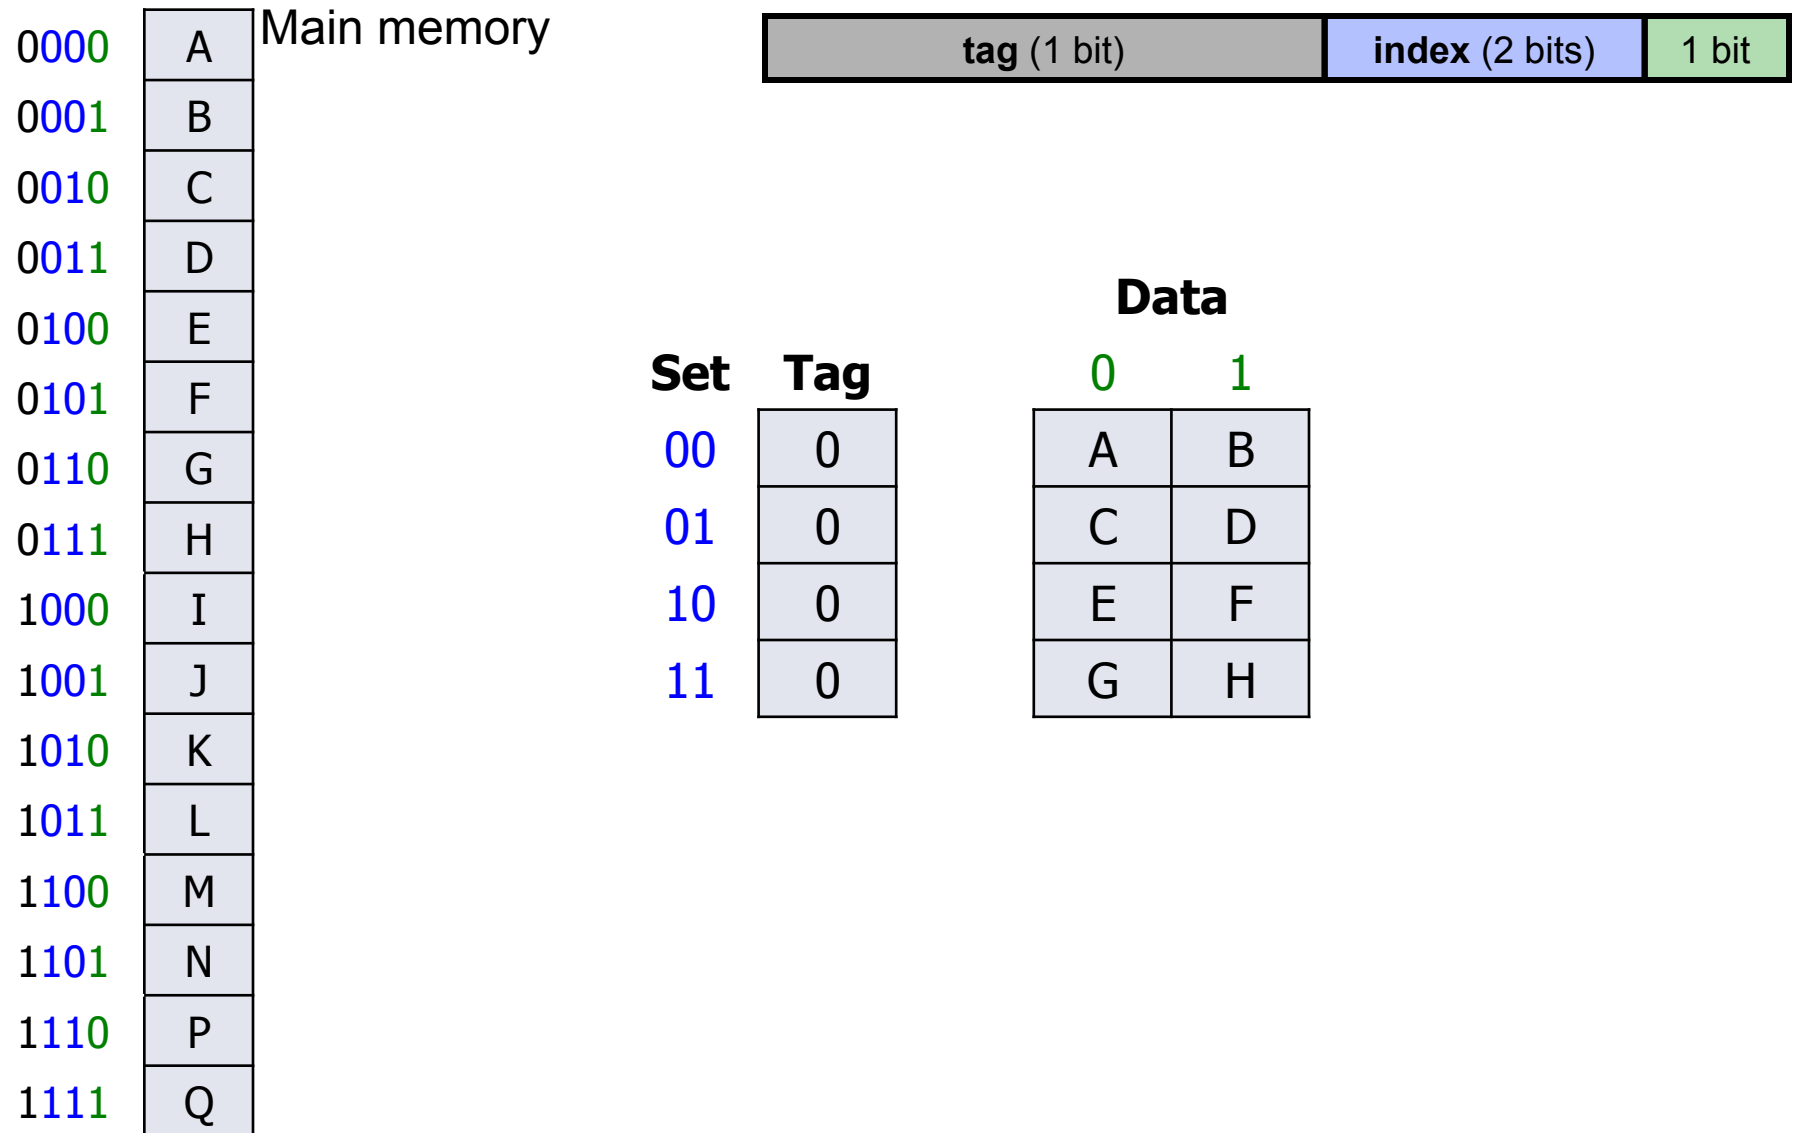 Main memory
tag (1 bit) index (2 bits) 1 bit
0000 A
0001 B
0010 C
0011 D
0100 E
0101 F
0110 G
0111 H
1000 I
1001 J
1010 K
1011 L
1100 M
1101 N
1110 P
1111 Q
Data
Set Tag 0 1
00 0 A B
01 0 C D
10 0 E F
11 0 G H